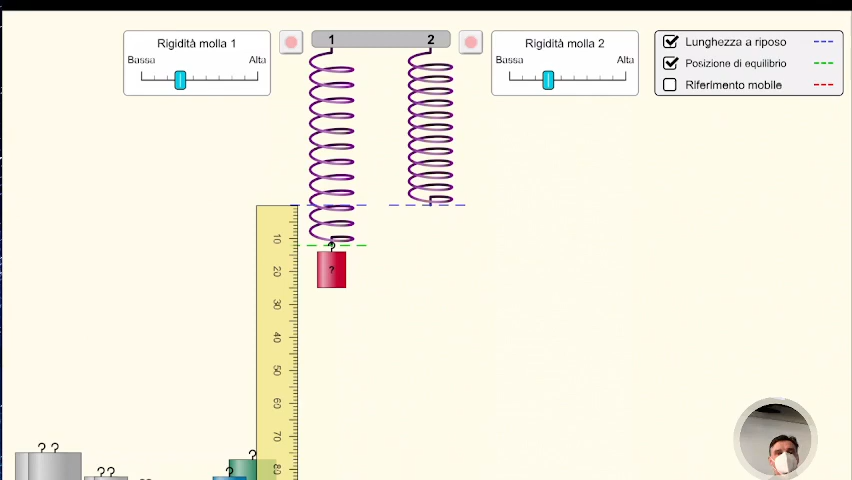 Rigidità molla 1
Bassa
Alta
1
2
Rigidità molla 2
Bassa
Alta
Lunghezza a riposo
Posizione di equilibrio
Riferimento mobile
10
20
30
40
50
60
70
80
?
? ?
??
?
?